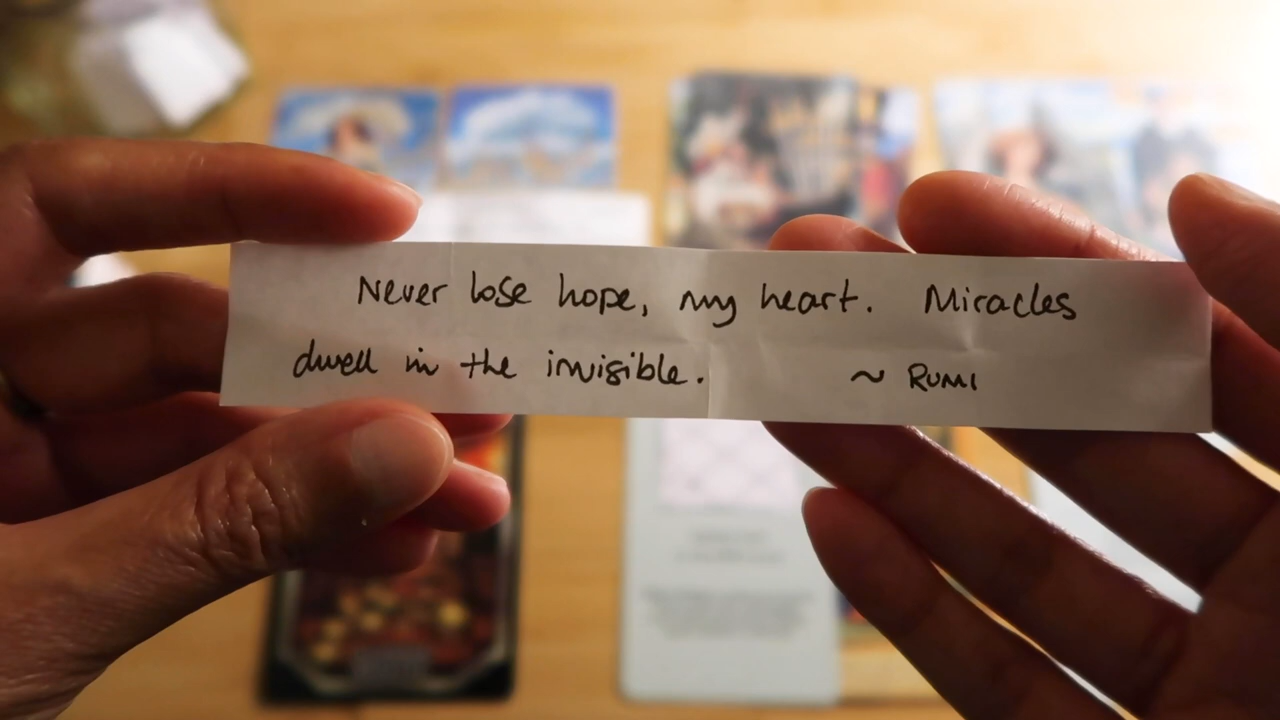 Never lose hope, my heart. Miracles
dwell in the invisible. ~ RUMI